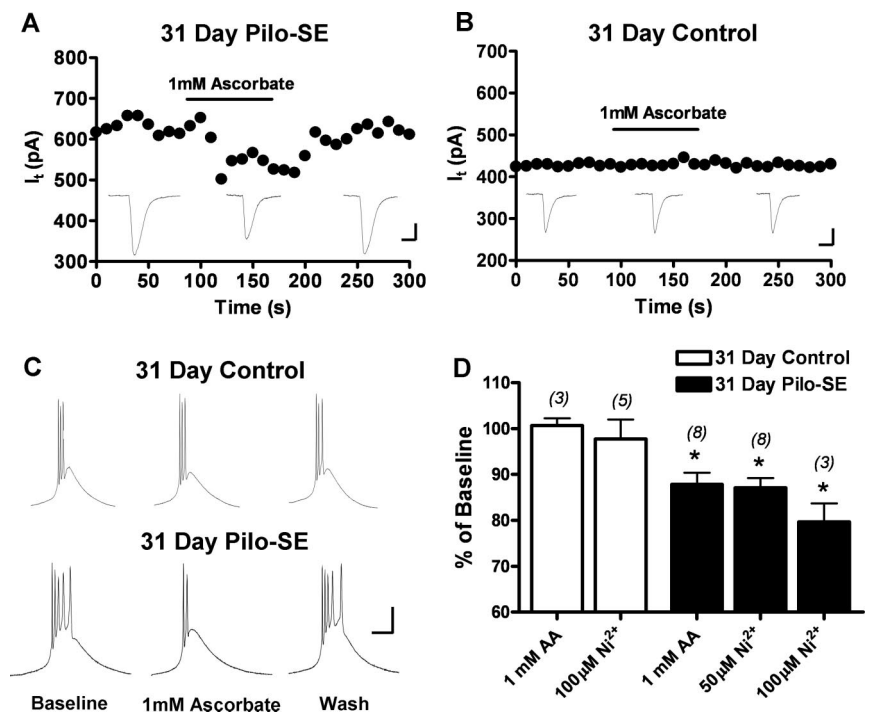 A
31 Day Pilo-SE
800
700
600
500
400
300
It (pA)
1mM Ascorbate
0 50 100 150 200 250 300
Time (s)
B
31 Day Control
700
600
500
400
300
200
It (pA)
1mM Ascorbate
0 50 100 150 200 250 300
Time (s)
C
31 Day Control
31 Day Pilo-SE
Baseline 1mM Ascorbate Wash
D
31 Day Control
31 Day Pilo-SE
110
100
90
80
70
60
% of Baseline
(3) (5) (8) (8) (3)
* * *
1 mM AA 100μM Ni2+ 1 mM AA 50μM Ni2+ 100μM Ni2+